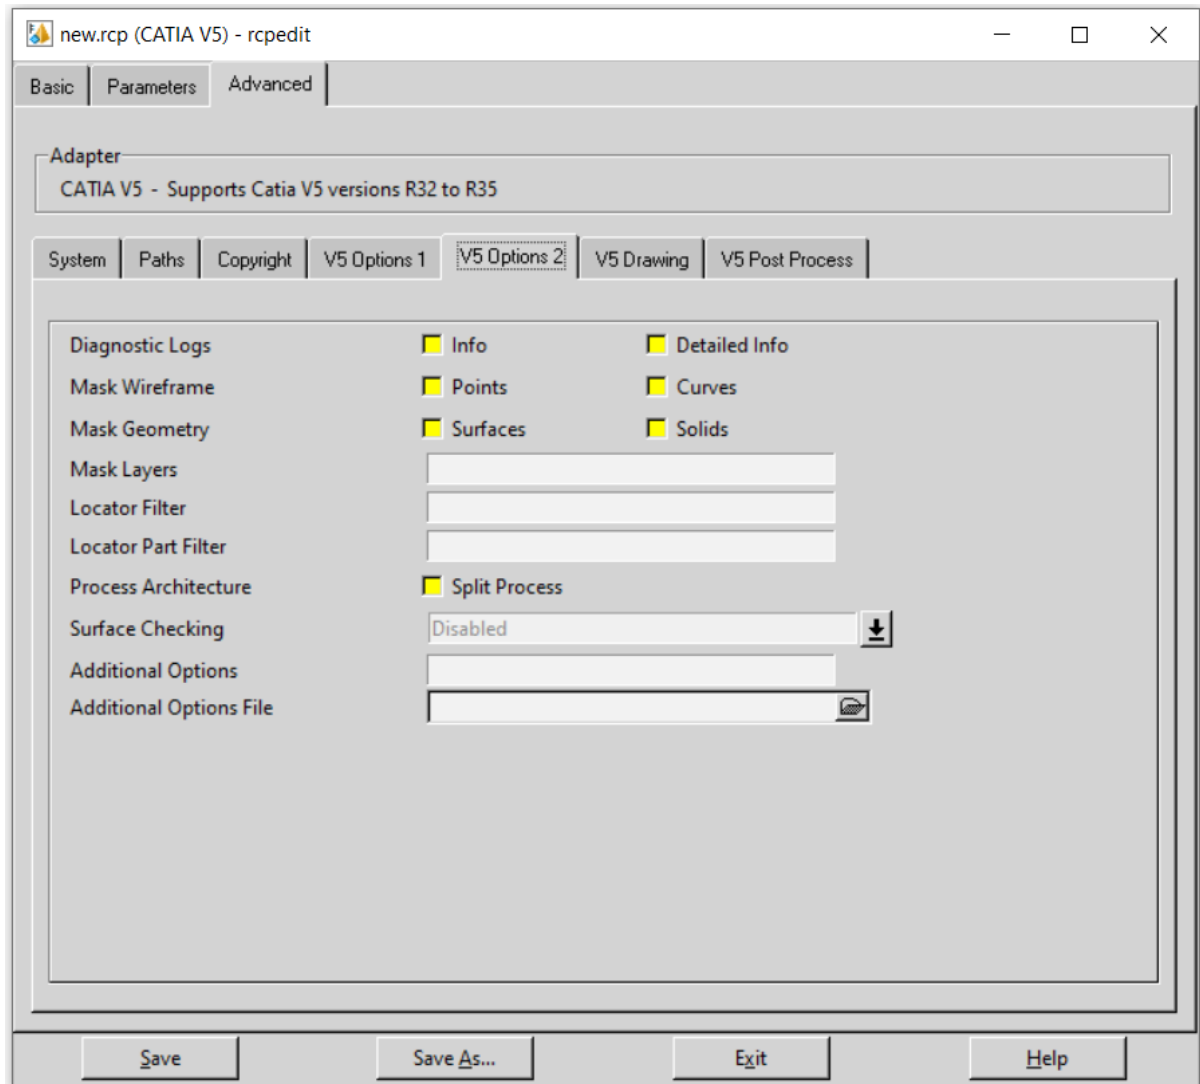 new.rcp (CATIA V5) - rcpedit
Basic Parameters Advanced
Adapter
CATIA V5 - Supports Catia V5 versions R32 to R35
System Paths Copyright V5 Options 1 V5 Options 2 V5 Drawing V5 Post Process
Diagnostic Logs Info Detailed Info
Mask Wireframe Points Curves
Mask Geometry Surfaces Solids
Mask Layers
Locator Filter
Locator Part Filter
Process Architecture Split Process
Surface Checking Disabled
Additional Options
Additional Options File
Save Save As... Exit Help